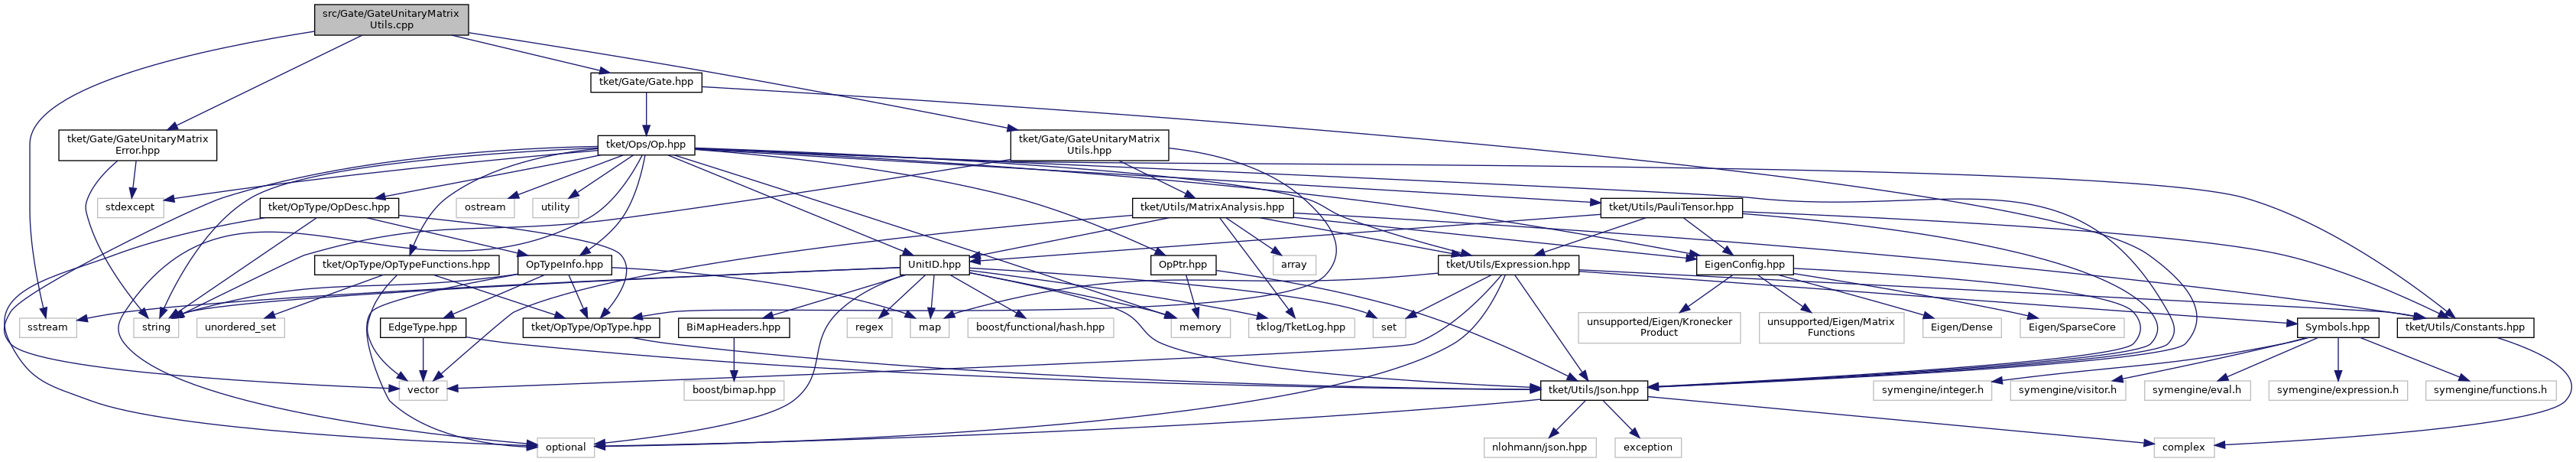 src/Gate/GateUnitaryMatrix
Utils.cpp
tket/Gate/Gate.hpp
tket/Gate/GateUnitaryMatrix
Error.hpp
tket/Ops/Op.hpp
tket/Gate/GateUnitaryMatrix
Utils.hpp
stdexcept
tket/OpType/OpDesc.hpp
ostream
utility
tket/Utils/MatrixAnalysis.hpp
tket/Utils/PauliTensor.hpp
tket/OpType/OpTypeFunctions.hpp
OpTypeInfo.hpp
UnitID.hpp
OpPtr.hpp
array
tket/Utils/Expression.hpp
EigenConfig.hpp
sstream
string
unordered_set
EdgeType.hpp
tket/OpType/OpType.hpp
BiMapHeaders.hpp
regex
map
boost/functional/hash.hpp
memory
tklog/TketLog.hpp
set
unsupported/Eigen/Kronecker
Product
unsupported/Eigen/Matrix
Functions
Eigen/Dense
Eigen/SparseCore
Symbols.hpp
tket/Utils/Constants.hpp
vector
boost/bimap.hpp
tket/Utils/Json.hpp
symengine/integer.h
symengine/visitor.h
symengine/eval.h
symengine/expression.h
symengine/functions.h
optional
nlohmann/json.hpp
exception
complex